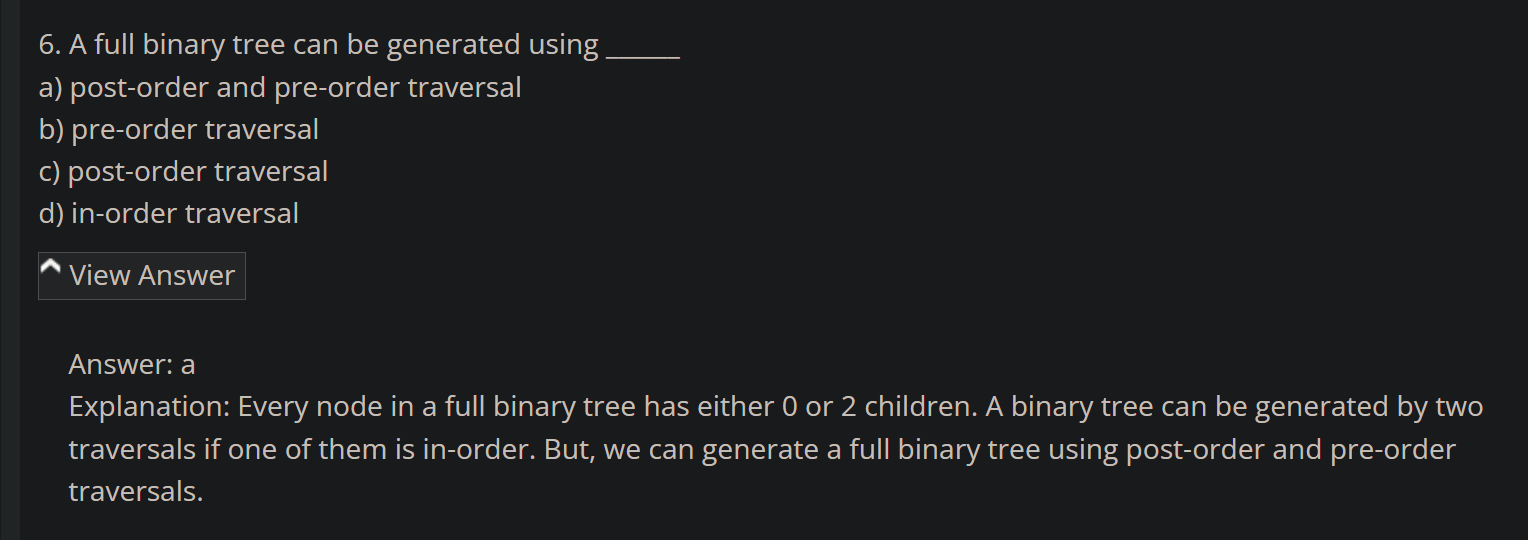 6. A full binary tree can be generated using ______
a) post-order and pre-order traversal
b) pre-order traversal
c) post-order traversal
d) in-order traversal
View Answer
Answer: a
Explanation: Every node in a full binary tree has either 0 or 2 children. A binary tree can be generated by two
traversals if one of them is in-order. But, we can generate a full binary tree using post-order and pre-order
traversals.